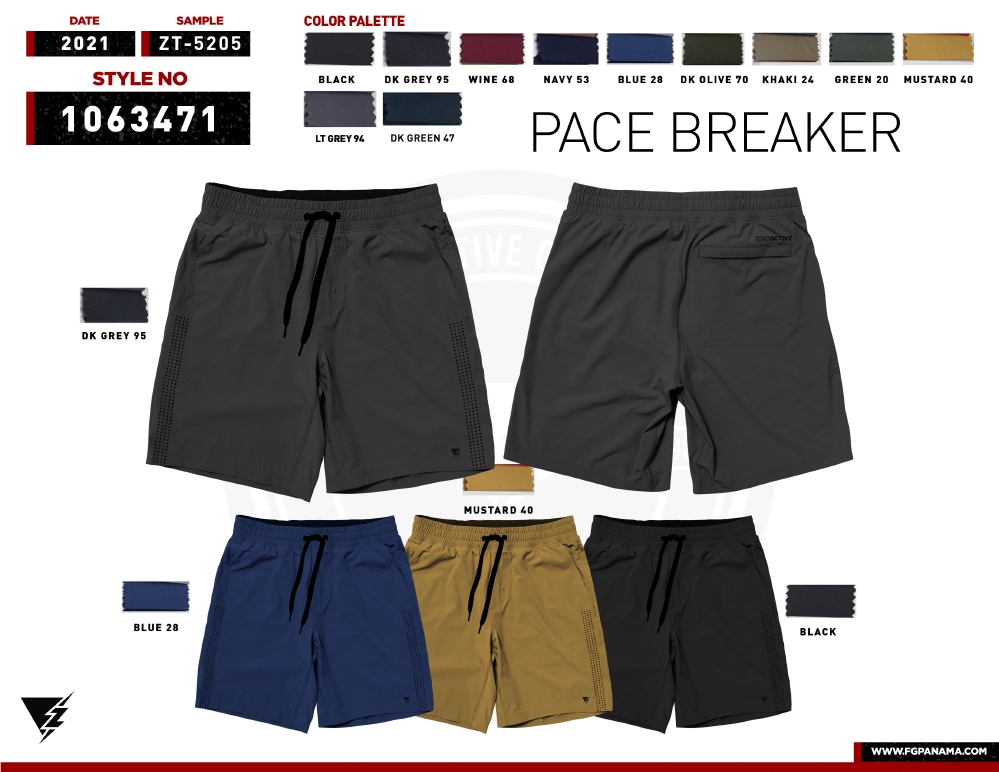 DATE
SAMPLE
2021
ZT-5205
STYLE NO
1063471
COLOR PALETTE
BLACK
DK GREY 95
WINE 68
NAVY 53
BLUE 28
DK OLIVE 70
KHAKI 24
GREEN 20
MUSTARD 40
LT GREY 94
DK GREEN 47
PACE BREAKER
TIVE
ACTIVE
DK GREY 95
MUSTARD 40
BLUE 28
BLACK
WWW.FGPANAMA.COM